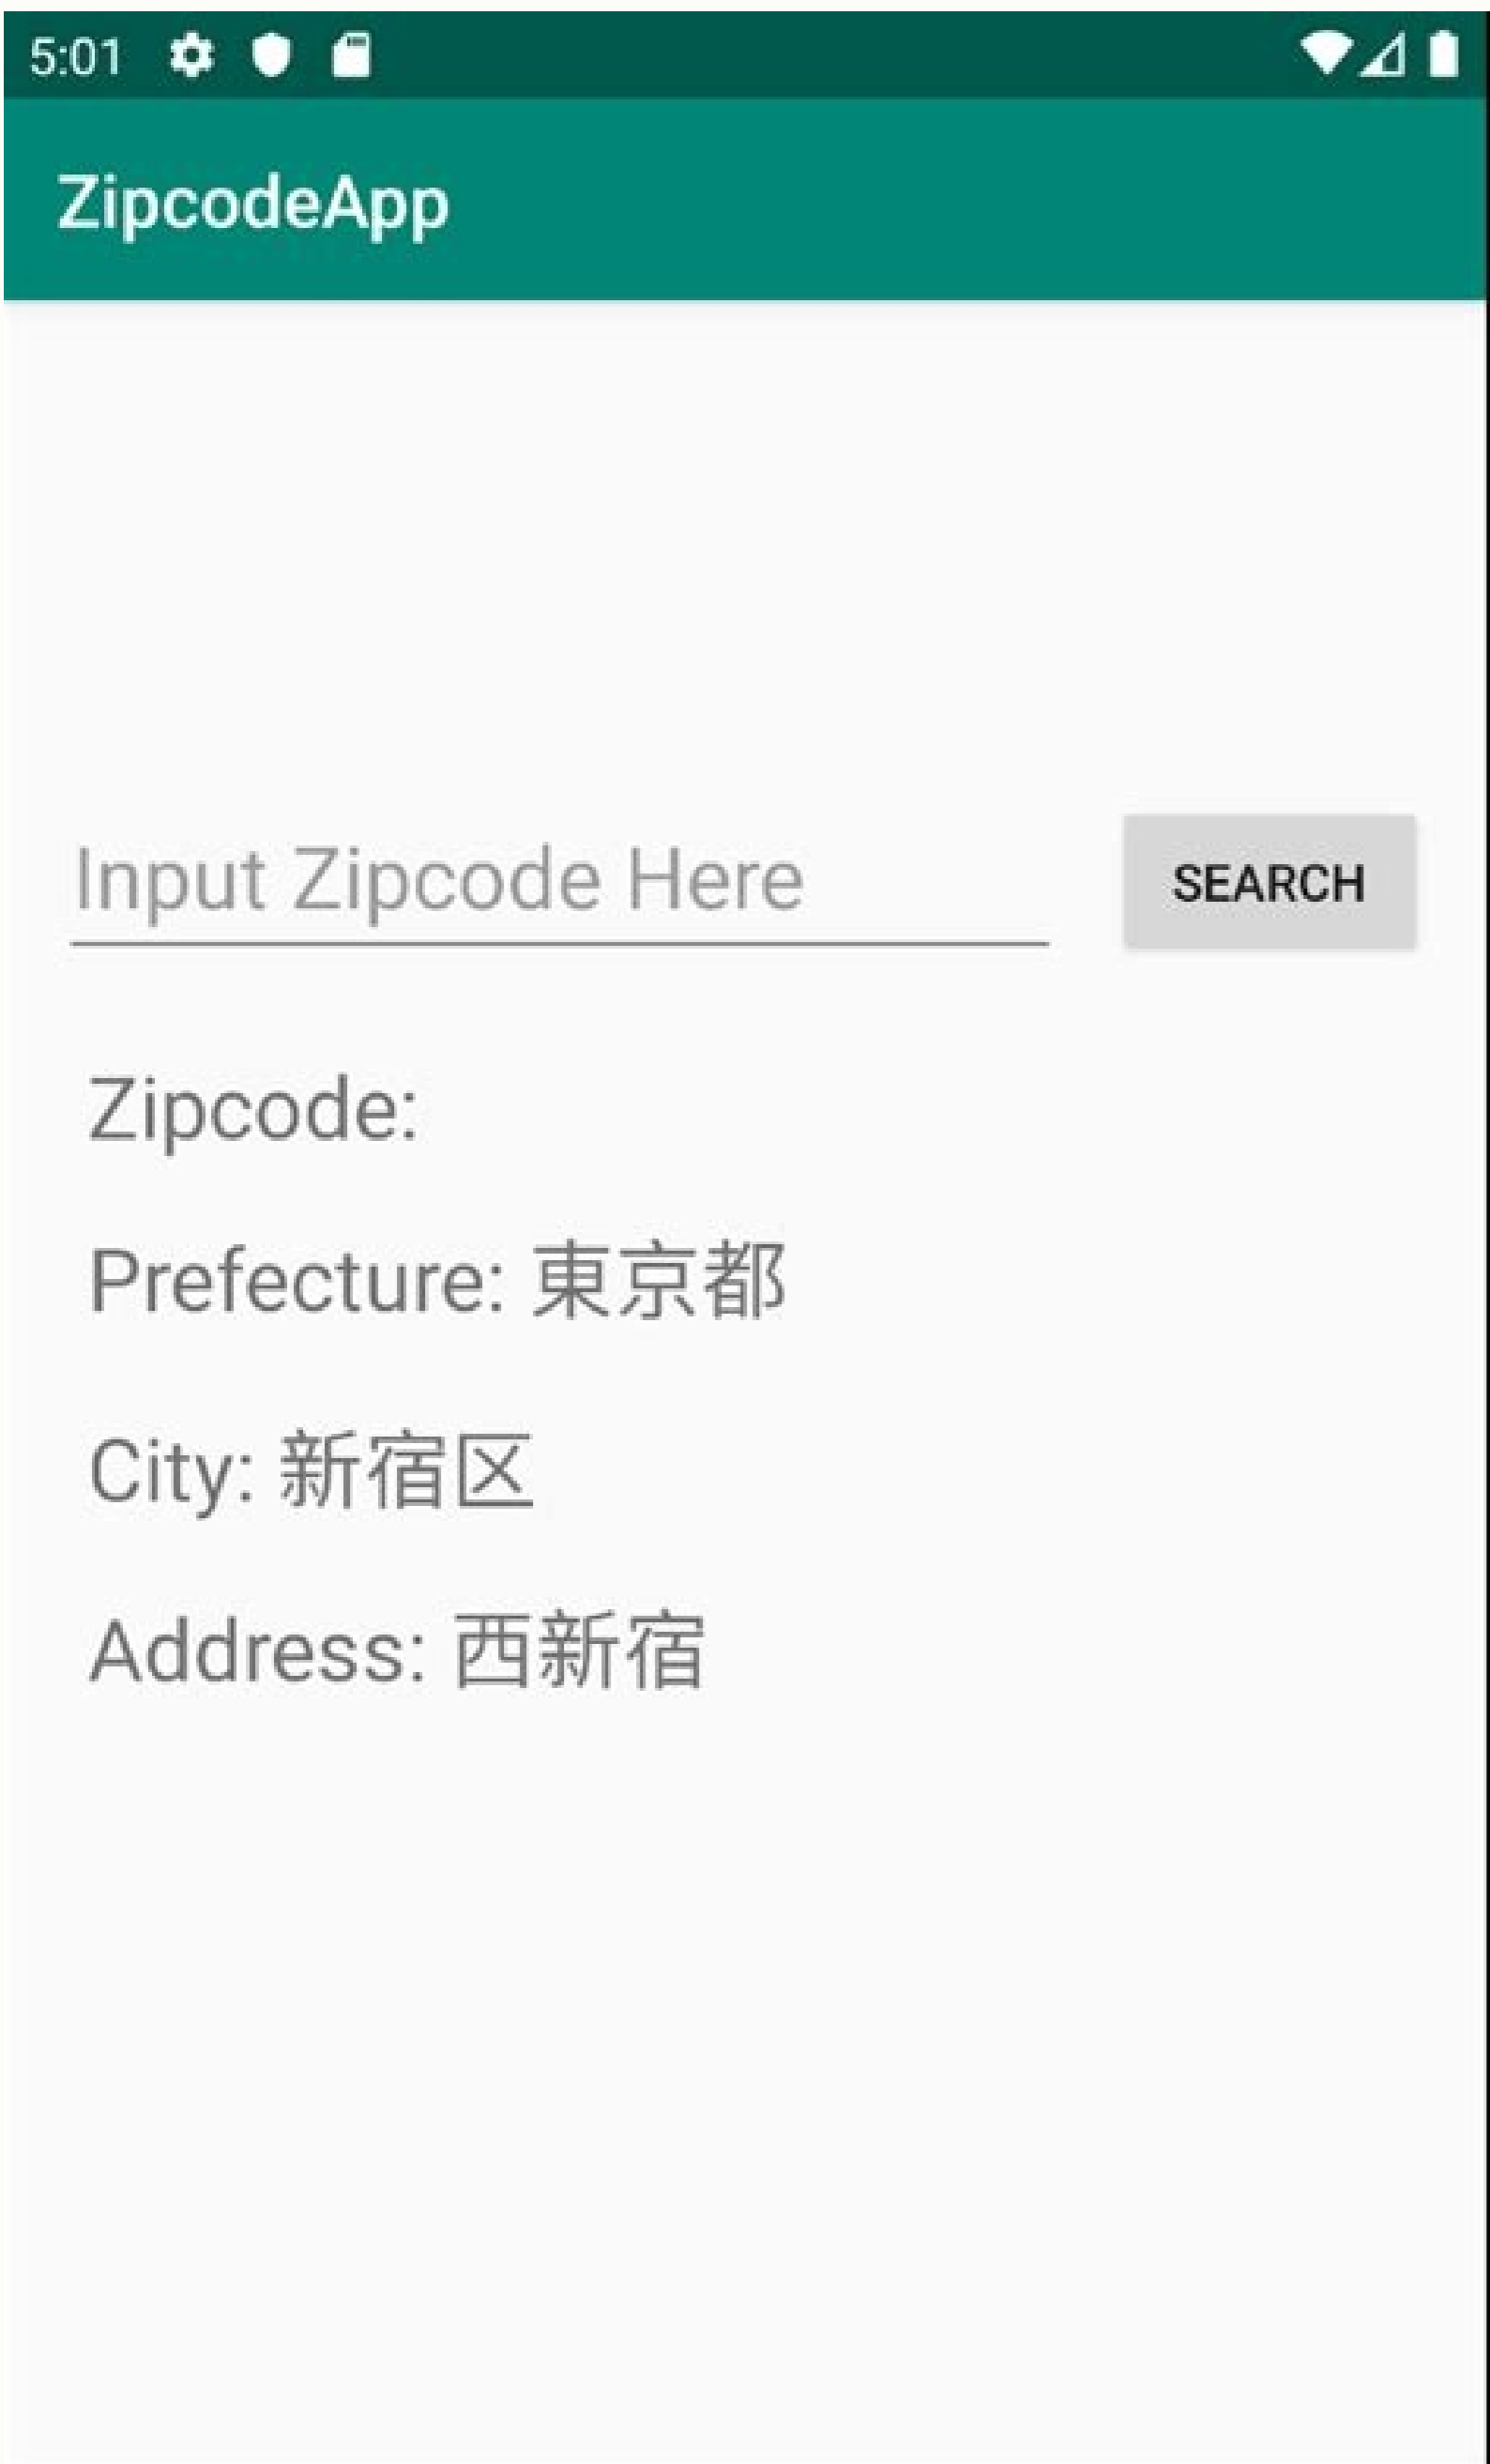 5:01
ZipcodeApp
Input Zipcode Here
SEARCH
Zipcode:
Prefecture: 東京都
City: 新宿区
Address: 西新宿